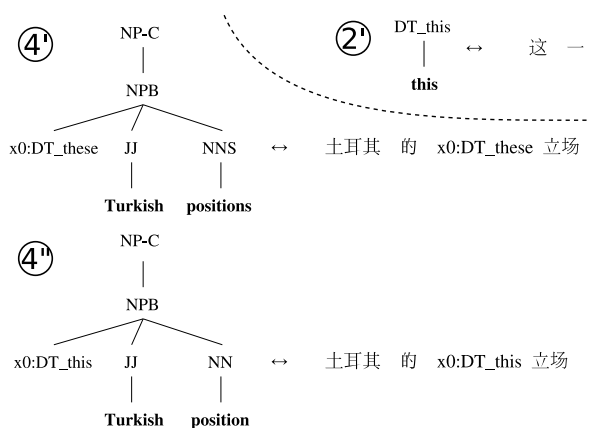 4' NP-C 2' DT_this ↔ 这 一
this
NPB
x0:DT_these JJ NNS ↔ 土耳其 的 x0:DT_these 立场
Turkish positions
4" NP-C
NPB
x0:DT_this JJ NN ↔ 土耳其 的 x0:DT_this 立场
Turkish position